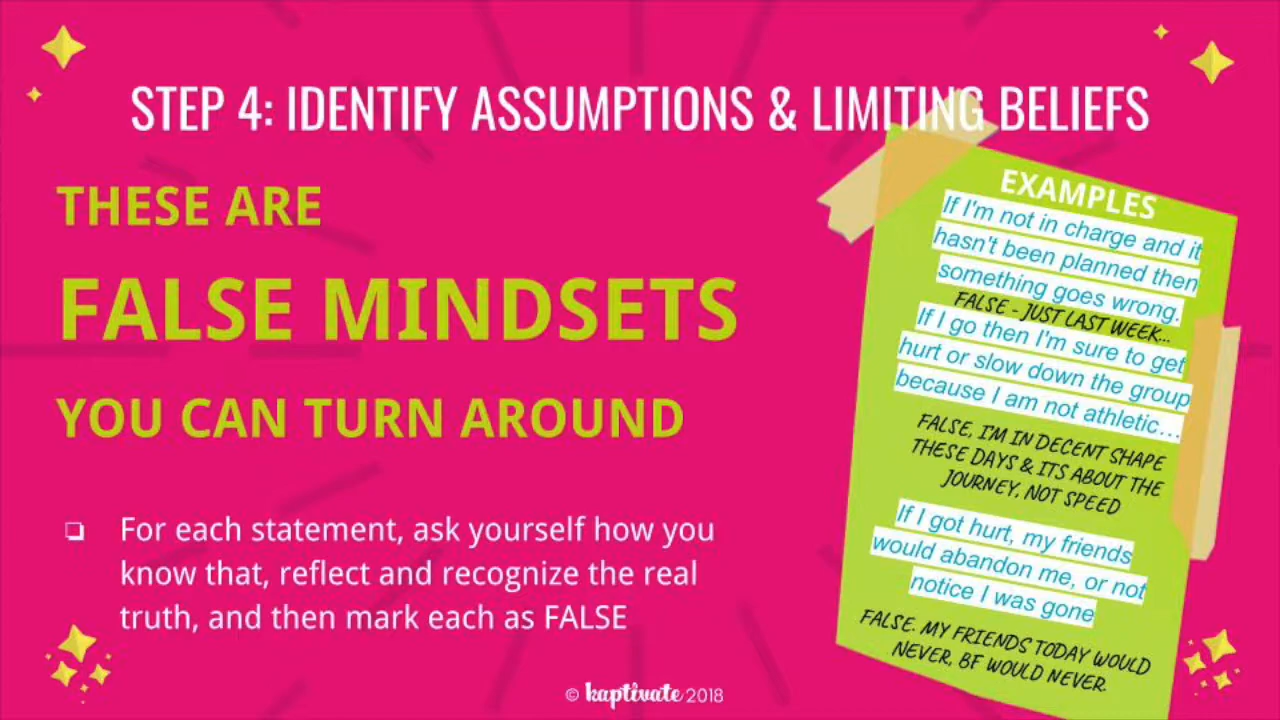 STEP 4: IDENTIFY ASSUMPTIONS & LIMITING BELIEFS
THESE ARE
FALSE MINDSETS
YOU CAN TURN AROUND
❏ For each statement, ask yourself how you
know that, reflect and recognize the real
truth, and then mark each as FALSE
EXAMPLES
If I'm not in charge and it
hasn't been planned then
something goes wrong.
FALSE - JUST LAST WEEK...
If I go then I'm sure to get
hurt or slow down the group
because I am not athletic...
FALSE, I'M IN DECENT SHAPE
THESE DAYS & ITS ABOUT THE
JOURNEY, NOT SPEED
If I got hurt, my friends
would abandon me, or not
notice I was gone
FALSE. MY FRIENDS TODAY WOULD
NEVER. BF WOULD NEVER.
© kaptivate 2018